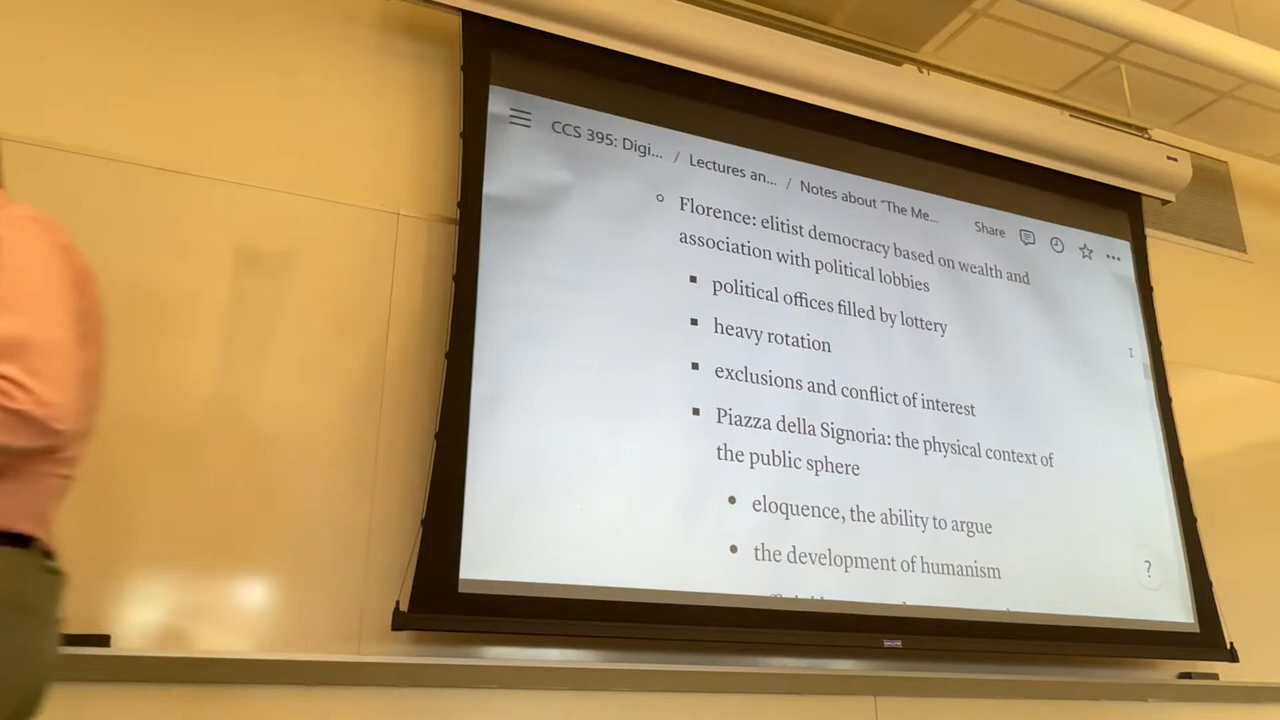 CCS 395: Digi... / Lectures an... / Notes about "The Me...
Share
Florence: elitist democracy based on wealth and
association with political lobbies
political offices filled by lottery
heavy rotation
exclusions and conflict of interest
Piazza della Signoria: the physical context of
the public sphere
eloquence, the ability to argue
the development of humanism
?